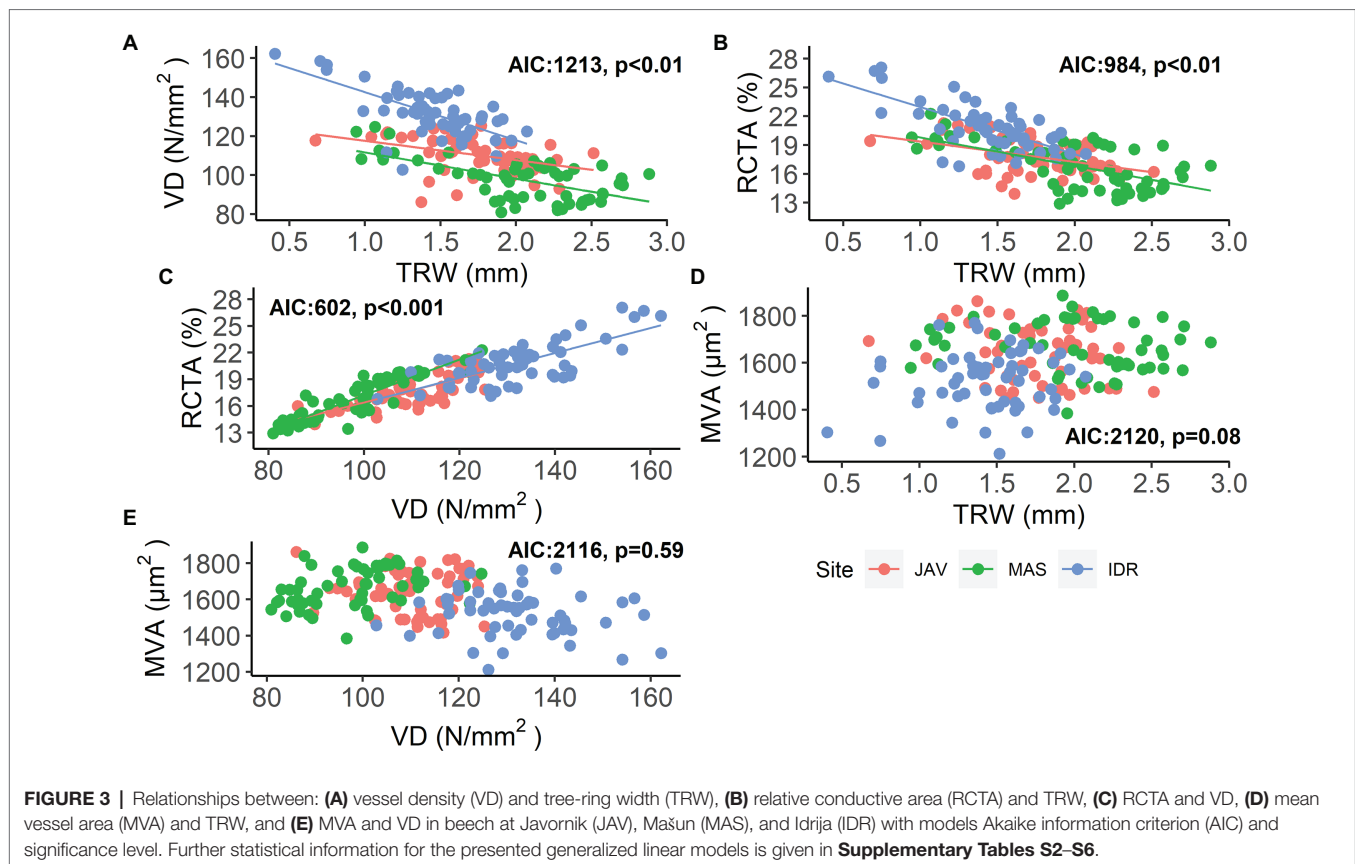 A
AIC:1213, p<0.01
VD (N/mm²)
160
140
120
100
80
0.5 1.0 1.5 2.0 2.5 3.0
TRW (mm)
B
AIC:984, p<0.01
RCTA (%)
28
25
22
19
16
13
0.5 1.0 1.5 2.0 2.5 3.0
TRW (mm)
C
AIC:602, p<0.001
RCTA (%)
28
25
22
19
16
13
80 100 120 140 160
VD (N/mm²)
D
MVA (µm²)
1800
1600
1400
1200
AIC:2120, p=0.08
0.5 1.0 1.5 2.0 2.5 3.0
TRW (mm)
E
AIC:2116, p=0.59
MVA (µm²)
1800
1600
1400
1200
80 100 120 140 160
VD (N/mm²)
Site JAV MAS IDR
FIGURE 3 | Relationships between: (A) vessel density (VD) and tree-ring width (TRW), (B) relative conductive area (RCTA) and TRW, (C) RCTA and VD, (D) mean
vessel area (MVA) and TRW, and (E) MVA and VD in beech at Javornik (JAV), Mašun (MAS), and Idrija (IDR) with models Akaike information criterion (AIC) and
significance level. Further statistical information for the presented generalized linear models is given in Supplementary Tables S2–S6.